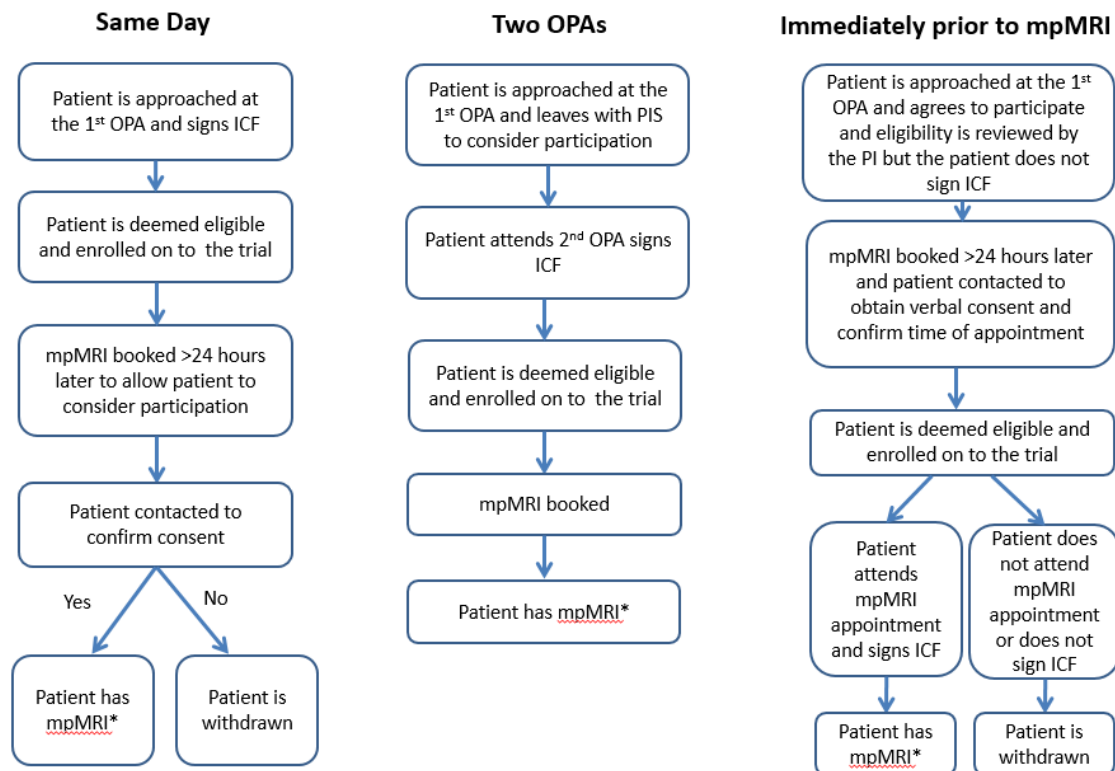 Same Day
Patient is approached at
the 1st OPA and signs ICF
Patient is deemed eligible
and enrolled on to  the trial
mpMRI booked >24 hours
later to allow patient to
consider participation
Patient contacted to
confirm consent
Yes
No
Patient has
mpMRI*
Patient is
withdrawn
Two OPAs
Patient is approached at the
1st OPA and leaves with PIS
to consider participation
Patient attends 2nd OPA signs
ICF
Patient is deemed eligible
and enrolled on to  the trial
mpMRI booked
Patient has mpMRI*
Immediately prior to mpMRI
Patient is approached at the 1st
OPA and agrees to participate
and eligibility is reviewed by
the PI but the patient does not
sign ICF
mpMRI booked >24 hours later
and patient contacted to
obtain verbal consent and
confirm time of appointment
Patient is deemed eligible and
enrolled on to the trial
Patient
attends
mpMRI
appointment
and signs ICF
Patient does
not attend
mpMRI
appointment
or does not
sign ICF
Patient has
mpMRI*
Patient is
withdrawn